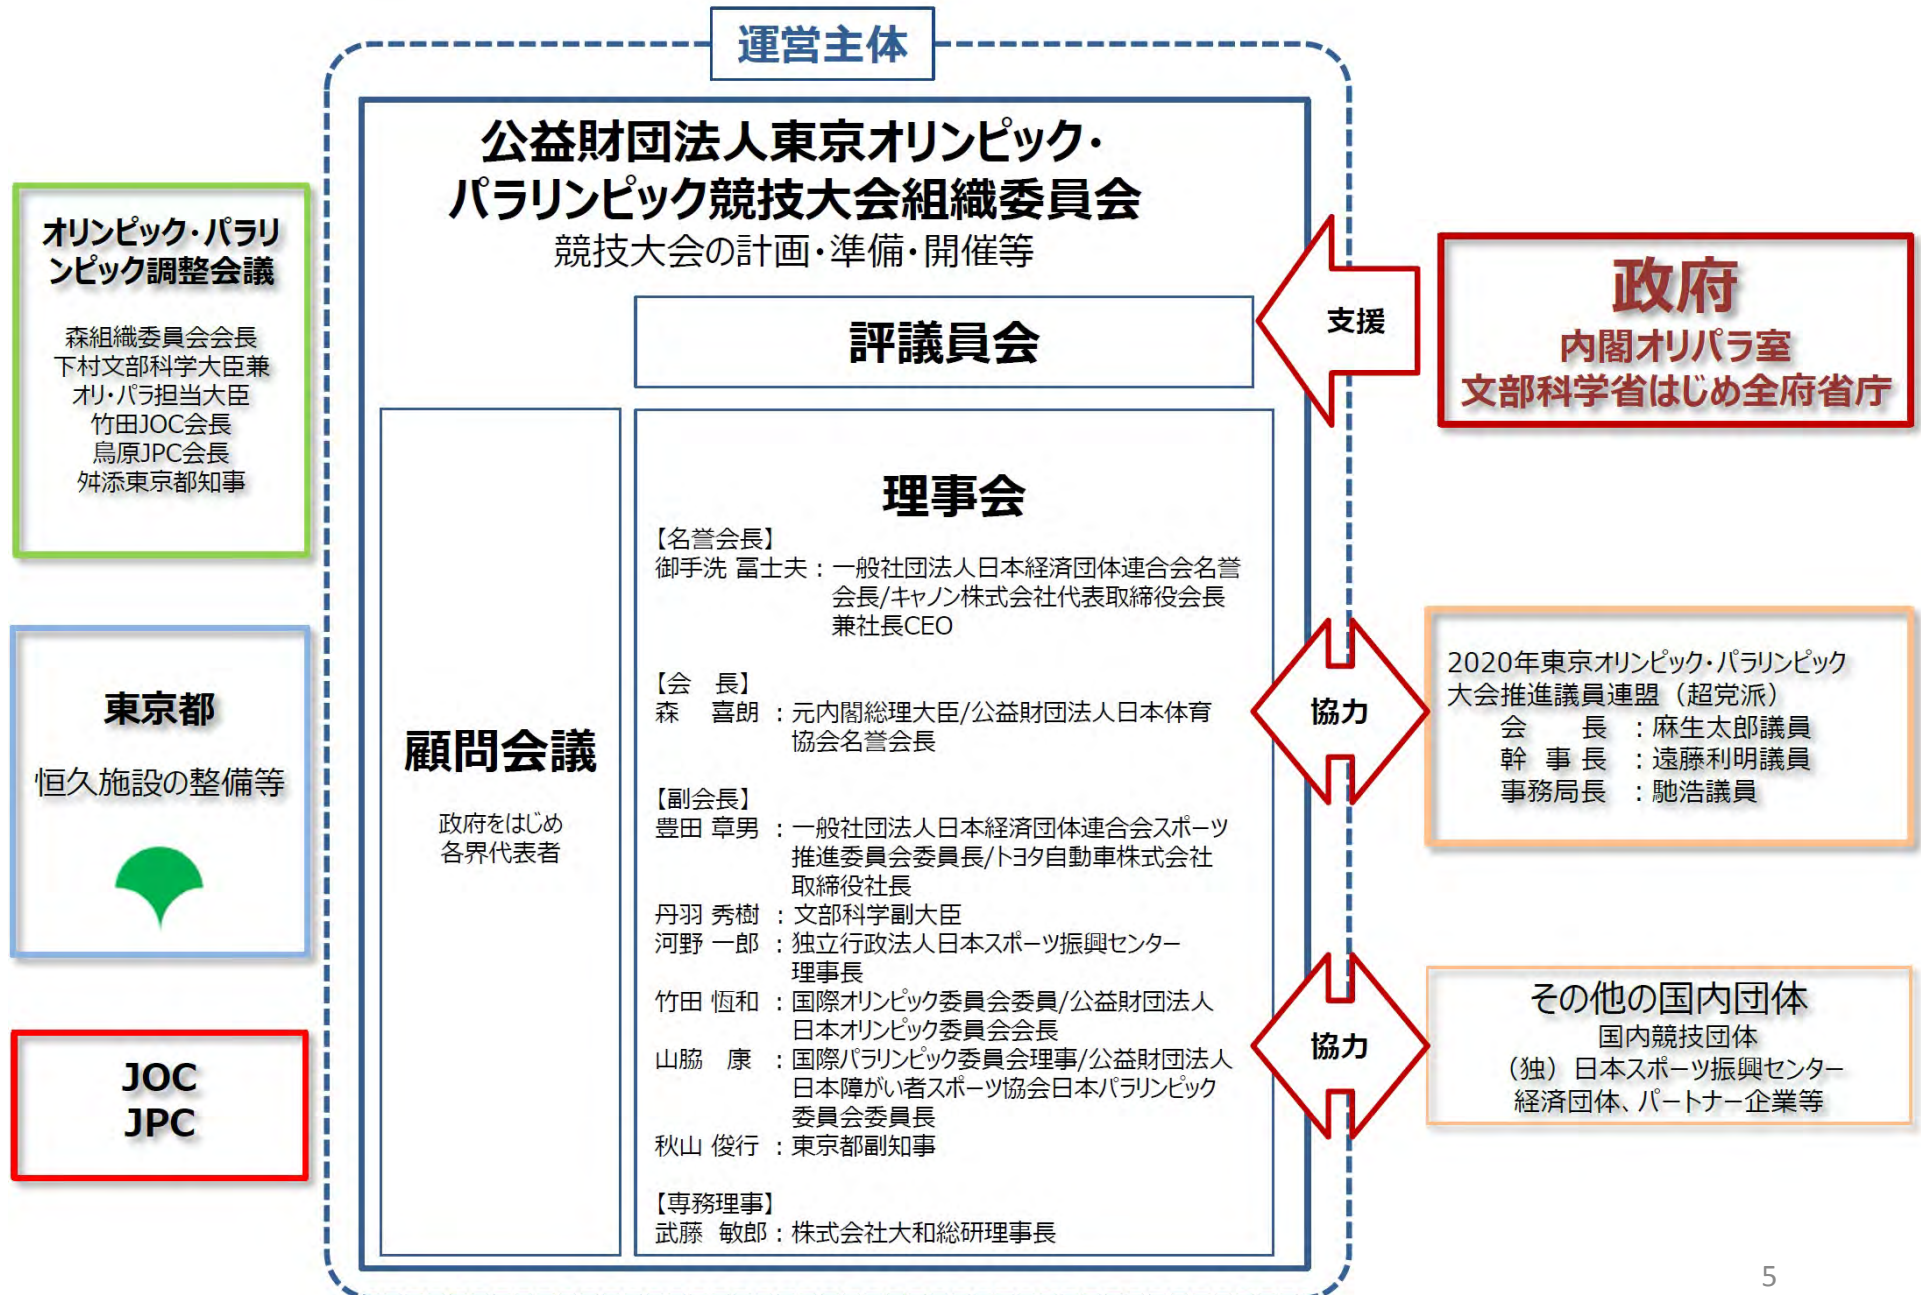 運営主体
公益財団法人東京オリンピック・
パラリンピック競技大会組織委員会
競技大会の計画・準備・開催等
評議員会
顧問会議
政府をはじめ
各界代表者
理事会
【名誉会長】
御手洗 冨士夫：一般社団法人日本経済団体連合会名誉
会長/キャノン株式会社代表取締役会長
兼社長CEO
【会　長】
森　喜朗 ：元内閣総理大臣/公益財団法人日本体育
協会名誉会長
【副会長】
豊田 章男 ：一般社団法人日本経済団体連合会スポーツ
推進委員会委員長/トヨタ自動車株式会社
取締役社長
丹羽 秀樹 ：文部科学副大臣
河野 一郎 ：独立行政法人日本スポーツ振興センター
理事長
竹田 恆和 ：国際オリンピック委員会委員/公益財団法人
日本オリンピック委員会会長
山脇　康 ：国際パラリンピック委員会理事/公益財団法人
日本障がい者スポーツ協会日本パラリンピック
委員会委員長
秋山 俊行 ：東京都副知事
【専務理事】
武藤 敏郎：株式会社大和総研理事長
オリンピック・パラリ
ンピック調整会議
森組織委員会会長
下村文部科学大臣兼
オリ・パラ担当大臣
竹田JOC会長
鳥原JPC会長
舛添東京都知事
東京都
恒久施設の整備等
JOC
JPC
支援
政府
内閣オリパラ室
文部科学省はじめ全府省庁
協力
2020年東京オリンピック・パラリンピック
大会推進議員連盟（超党派）
会　　長 ：麻生太郎議員
幹 事 長 ：遠藤利明議員
事務局長 ：馳浩議員
協力
その他の国内団体
国内競技団体
（独）日本スポーツ振興センター
経済団体、パートナー企業等
5